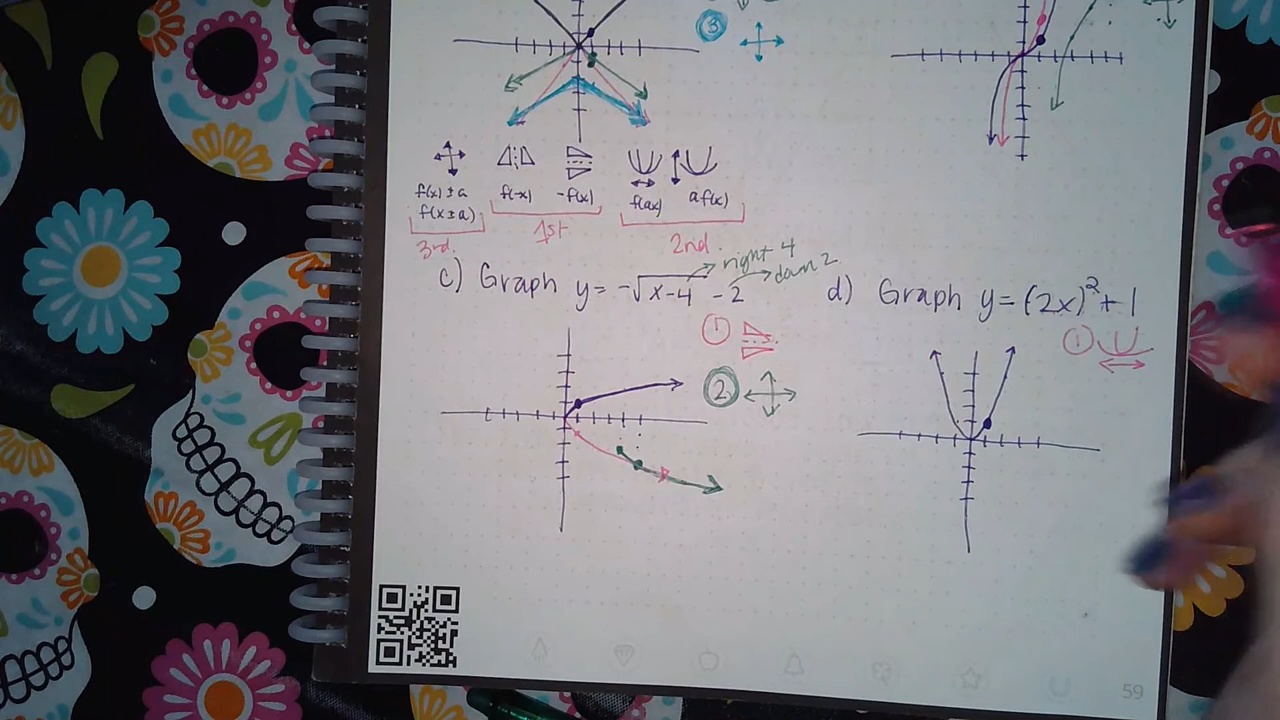 ③
f(x) ± a
f(x±a)
f(-x)
-f(x)
f(ax)
a f(x)
3rd.
1st
2nd.
c) Graph y = -√x-4 - 2
right 4
down 2
①
②
d) Graph y = (2x)² + 1
①
59